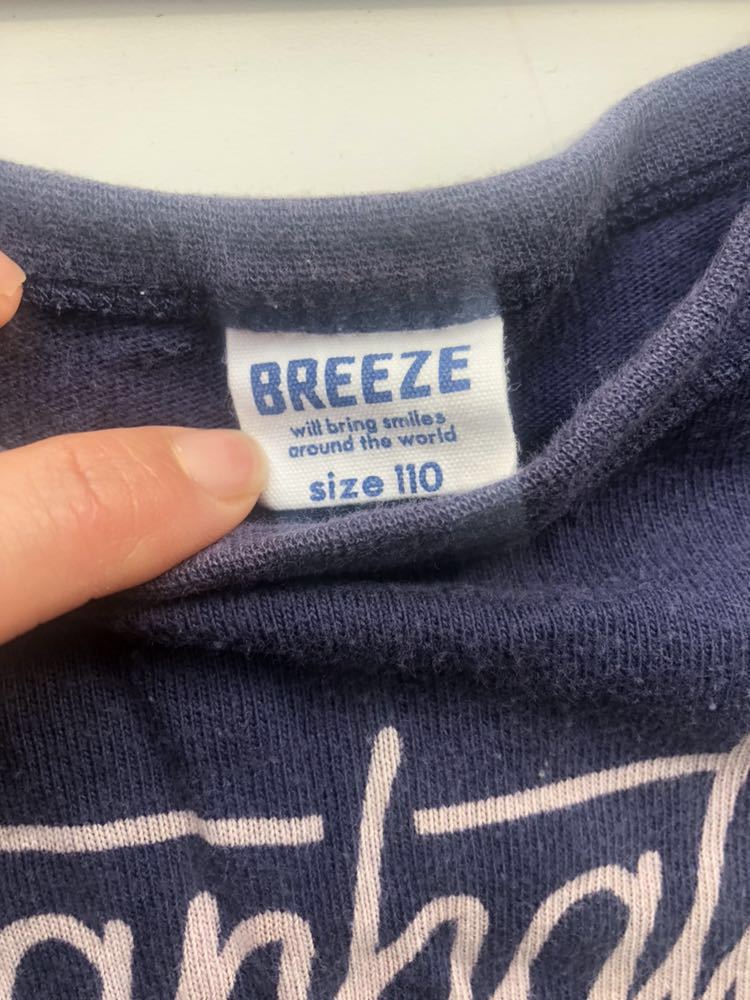 BREEZE
will bring smiles
around the world
size 110